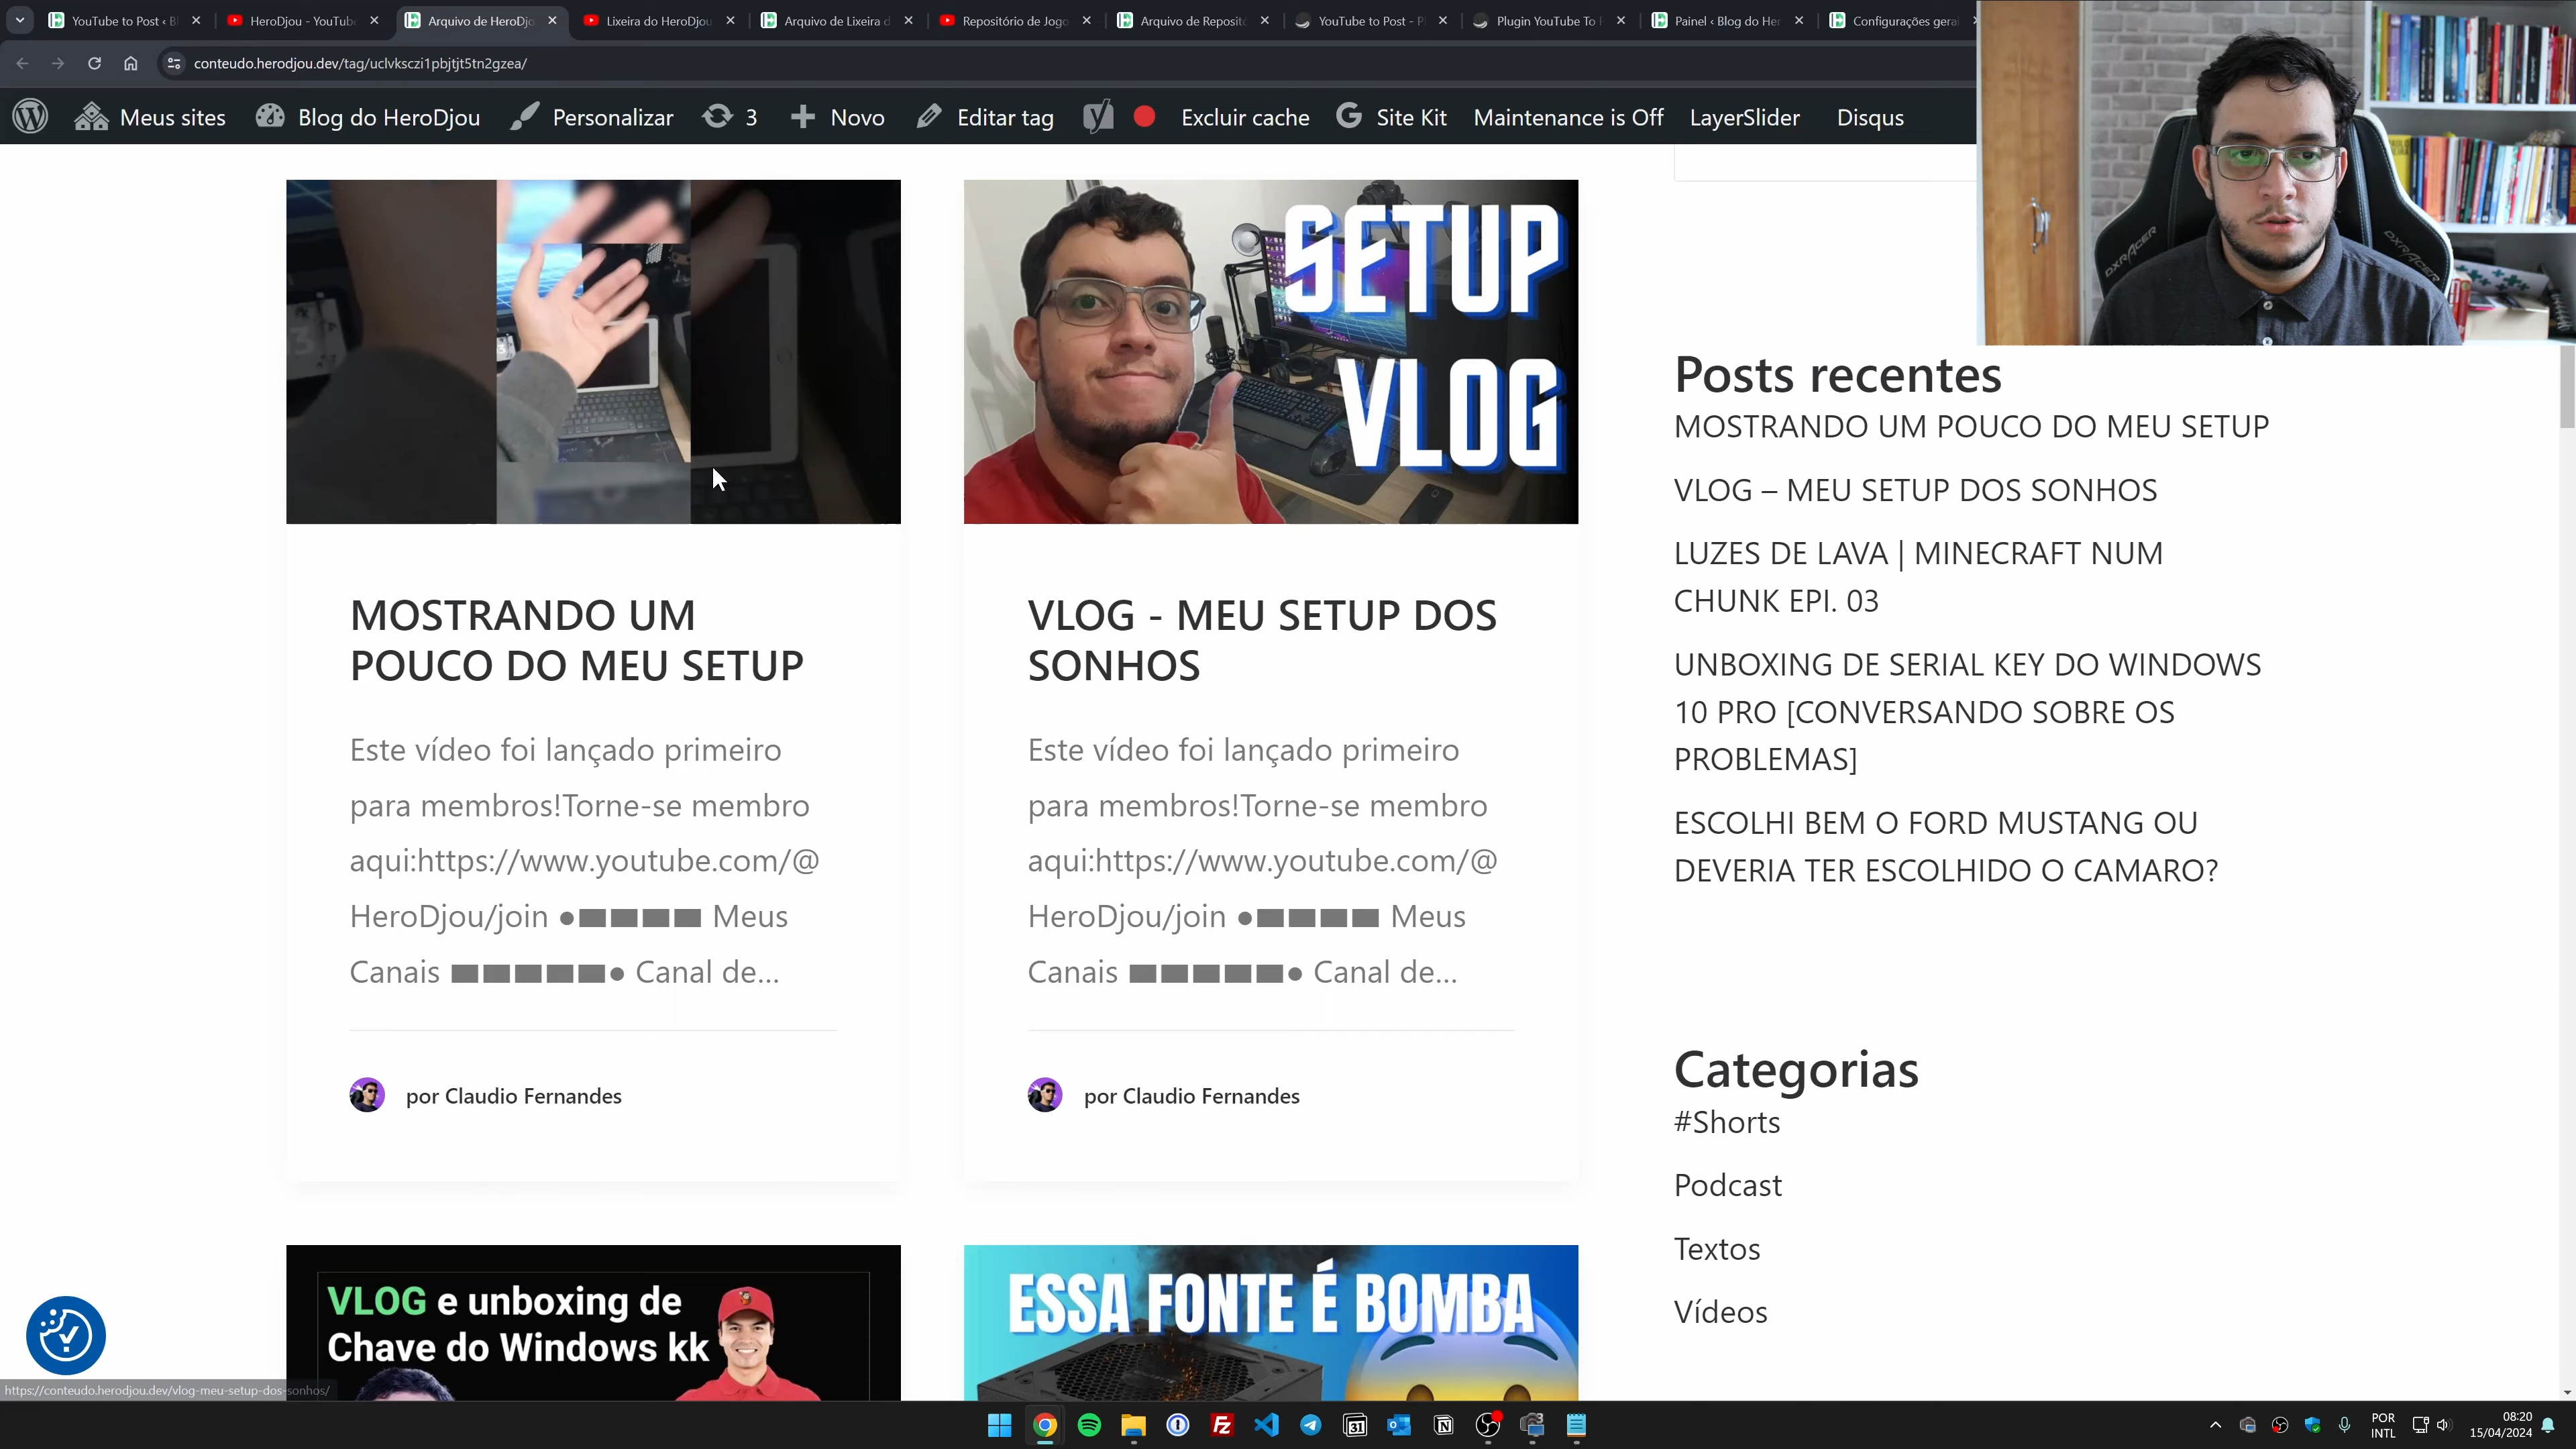 YouTube to Post ‹ Bl
HeroDjou - YouTube
Arquivo de HeroDjo
Lixeira do HeroDjou
Arquivo de Lixeira d
Repositório de Jogo
Arquivo de Reposito
YouTube to Post - Pl
Plugin YouTube To P
Painel ‹ Blog do Her
Configurações gerai
conteudo.herodjou.dev/tag/uclvksczi1pbjtjt5tn2gzea/
Meus sites
Blog do HeroDjou
Personalizar
3
Novo
Editar tag
Excluir cache
Site Kit
Maintenance is Off
LayerSlider
Disqus
DXRACER
DXRACER
SETUP
VLOG
MOSTRANDO UM
POUCO DO MEU SETUP
Este vídeo foi lançado primeiro
para membros!Torne-se membro
aqui:https://www.youtube.com/@
HeroDjou/join ●■■■■ Meus
Canais ■■■■■● Canal de...
por Claudio Fernandes
VLOG - MEU SETUP DOS
SONHOS
Este vídeo foi lançado primeiro
para membros!Torne-se membro
aqui:https://www.youtube.com/@
HeroDjou/join ●■■■■ Meus
Canais ■■■■■● Canal de...
por Claudio Fernandes
Posts recentes
MOSTRANDO UM POUCO DO MEU SETUP
VLOG – MEU SETUP DOS SONHOS
LUZES DE LAVA | MINECRAFT NUM
CHUNK EPI. 03
UNBOXING DE SERIAL KEY DO WINDOWS
10 PRO [CONVERSANDO SOBRE OS
PROBLEMAS]
ESCOLHI BEM O FORD MUSTANG OU
DEVERIA TER ESCOLHIDO O CAMARO?
Categorias
#Shorts
Podcast
Textos
Vídeos
VLOG e unboxing de
Chave do Windows kk
ESSA FONTE É BOMBA
https://conteudo.herodjou.dev/vlog-meu-setup-dos-sonhos/
31
POR
INTL
08:20
15/04/2024